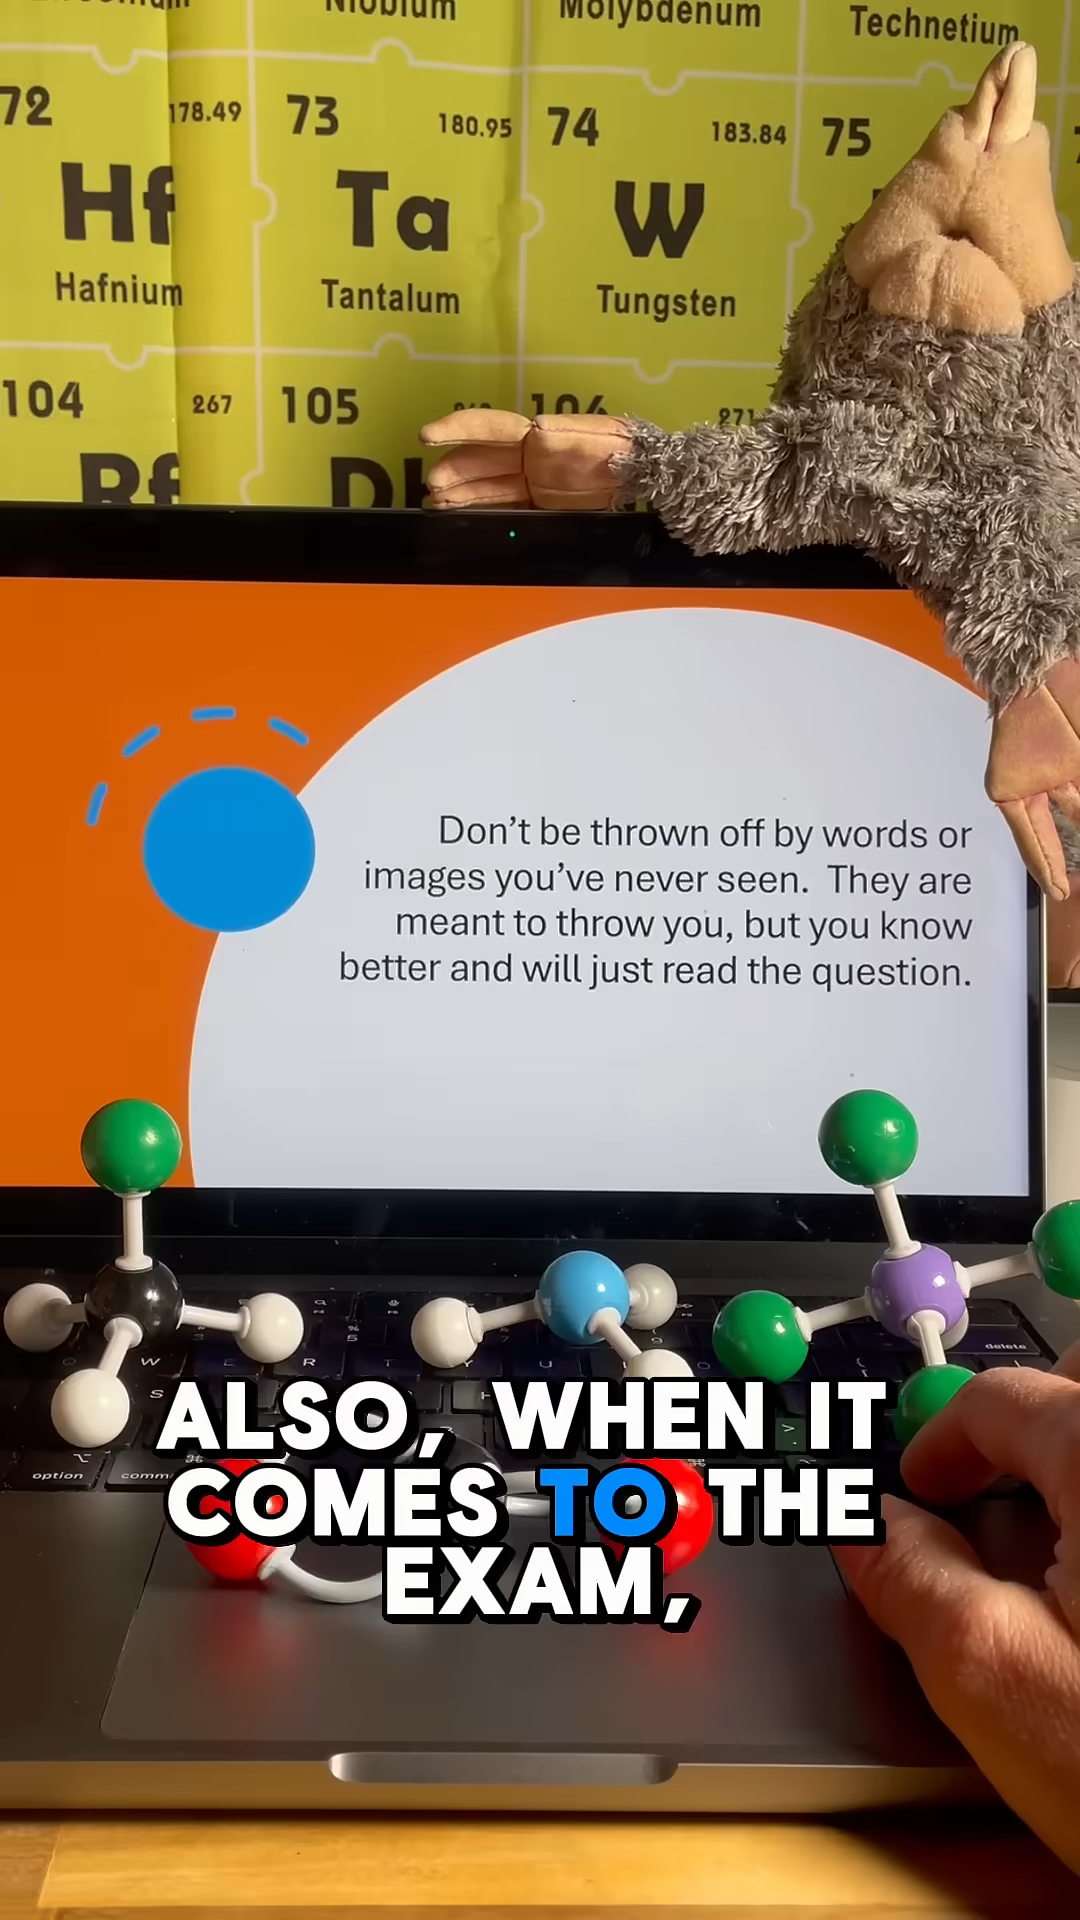 Niobium
Molybdenum
Technetium
72
178.49
73
180.95
74
183.84
75
Hf
Ta
W
Hafnium
Tantalum
Tungsten
104
267
105
106
271
Rf
Don't be thrown off by words or
images you've never seen. They are
meant to throw you, but you know
better and will just read the question.
delete
W
E
R
T
U
S
option
ALSO, WHEN IT
COMES TO THE
EXAM,